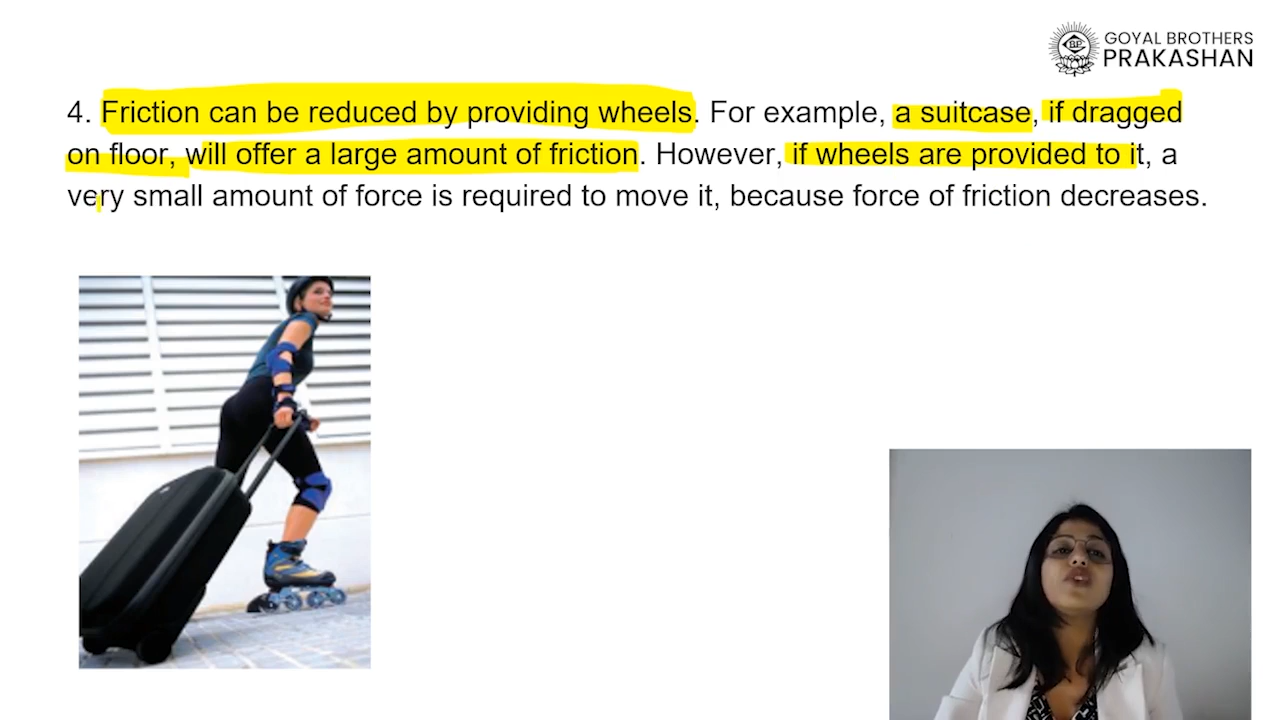 GOYAL BROTHERS
PRAKASHAN
4. Friction can be reduced by providing wheels. For example, a suitcase, if dragged
on floor, will offer a large amount of friction. However, if wheels are provided to it, a
very small amount of force is required to move it, because force of friction decreases.